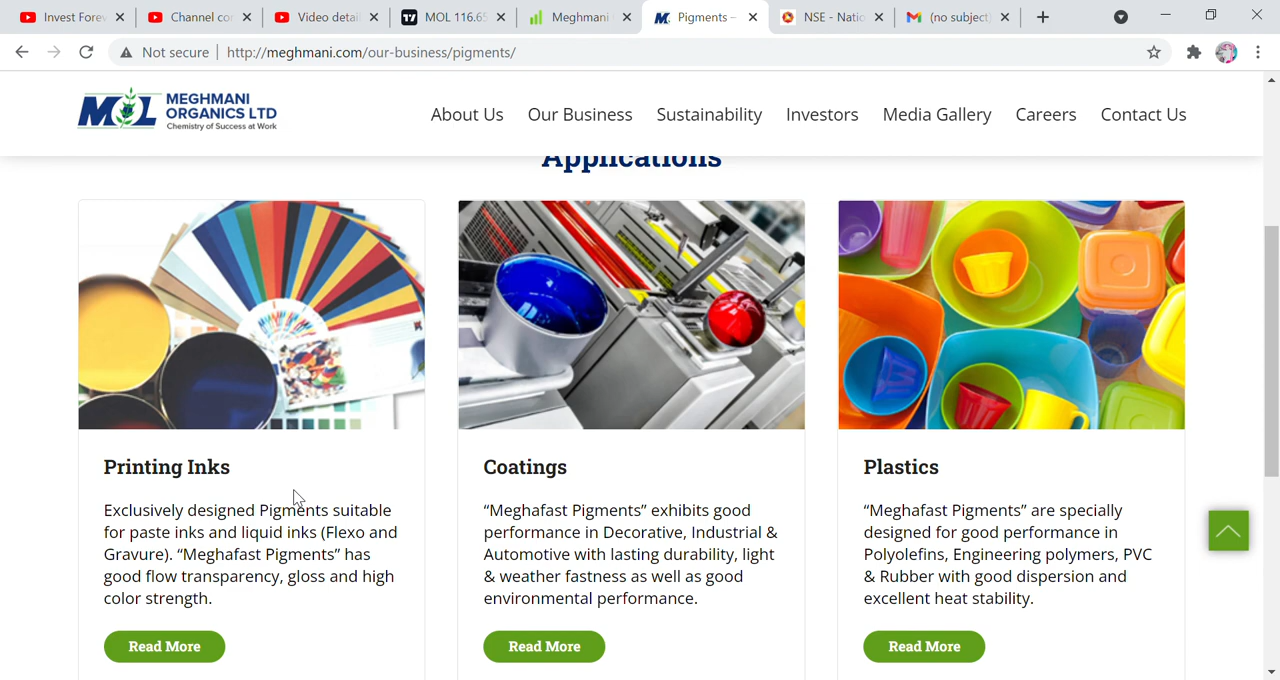 Invest Forev
Channel con
Video detai
MOL 116.65
Meghmani
Pigments –
NSE - Natio
(no subject)
Not secure
http://meghmani.com/our-business/pigments/
MOL
MEGHMANI
ORGANICS LTD
Chemistry of Success at Work
About Us
Our Business
Sustainability
Investors
Media Gallery
Careers
Contact Us
Applications
Printing Inks
Exclusively designed Pigments suitable
for paste inks and liquid inks (Flexo and
Gravure). “Meghafast Pigments” has
good flow transparency, gloss and high
color strength.
Read More
Coatings
“Meghafast Pigments” exhibits good
performance in Decorative, Industrial &
Automotive with lasting durability, light
& weather fastness as well as good
environmental performance.
Read More
Plastics
“Meghafast Pigments” are specially
designed for good performance in
Polyolefins, Engineering polymers, PVC
& Rubber with good dispersion and
excellent heat stability.
Read More